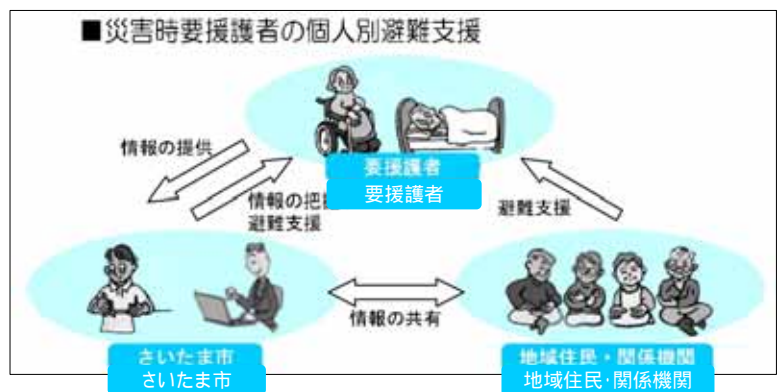 ■災害時要援護者の個人別避難支援
情報の提供
要援護者
要援護者
情報の把
避難支援
避難支援
情報の共有
さいたま市
さいたま市
地域住民・関係機関
地域住民･関係機関